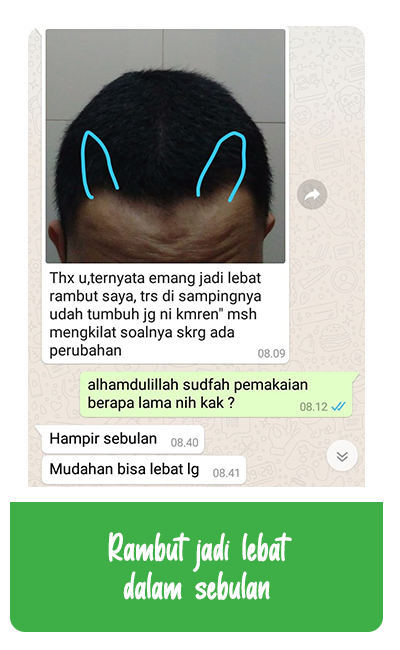 Thx u,ternyata emang jadi lebat
rambut saya, trs di sampingnya
udah tumbuh jg ni kmren" msh
mengkilat soalnya skrg ada
perubahan
08.09
alhamdulillah sudfah pemakaian
berapa lama nih kak ?
08.12
Hampir sebulan 08.40
Mudahan bisa lebat lg 08.41
Rambut jadi lebat
dalam sebulan